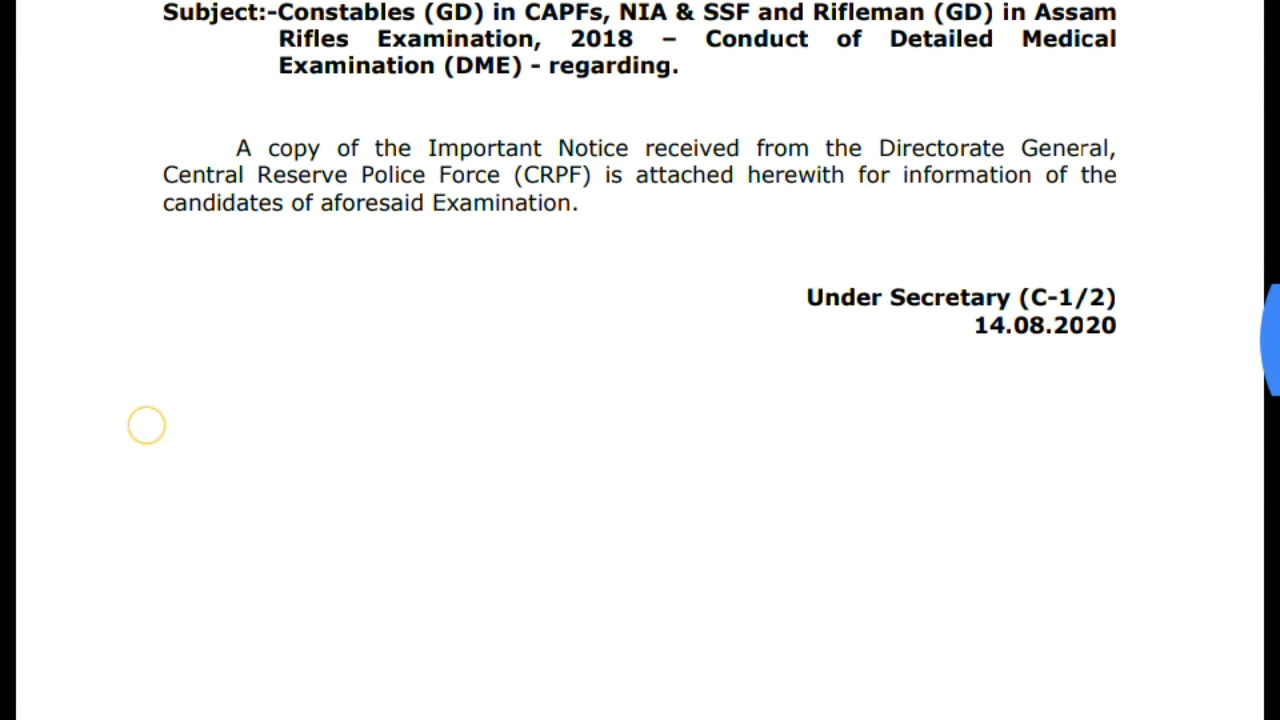 Subject:-Constables (GD) in CAPFs, NIA & SSF and Rifleman (GD) in Assam
Rifles Examination, 2018 – Conduct of Detailed Medical
Examination (DME) - regarding.
A copy of the Important Notice received from the Directorate General,
Central Reserve Police Force (CRPF) is attached herewith for information of the
candidates of aforesaid Examination.
Under Secretary (C-1/2)
14.08.2020